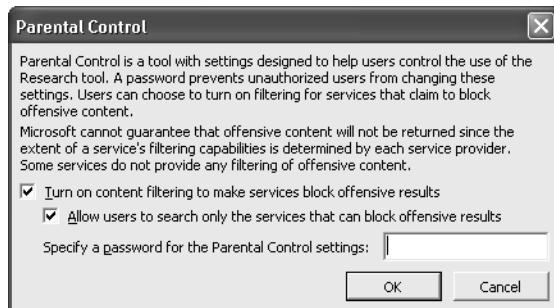 Parental Control
Parental Control is a tool with settings designed to help users control the use of the
Research tool. A password prevents unauthorized users from changing these
settings. Users can choose to turn on filtering for services that claim to block
offensive content.
Microsoft cannot guarantee that offensive content will not be returned since the
extent of a service's filtering capabilities is determined by each service provider.
Some services do not provide any filtering of offensive content.
Turn on content filtering to make services block offensive results
Allow users to search only the services that can block offensive results
Specify a password for the Parental Control settings:
OK Cancel